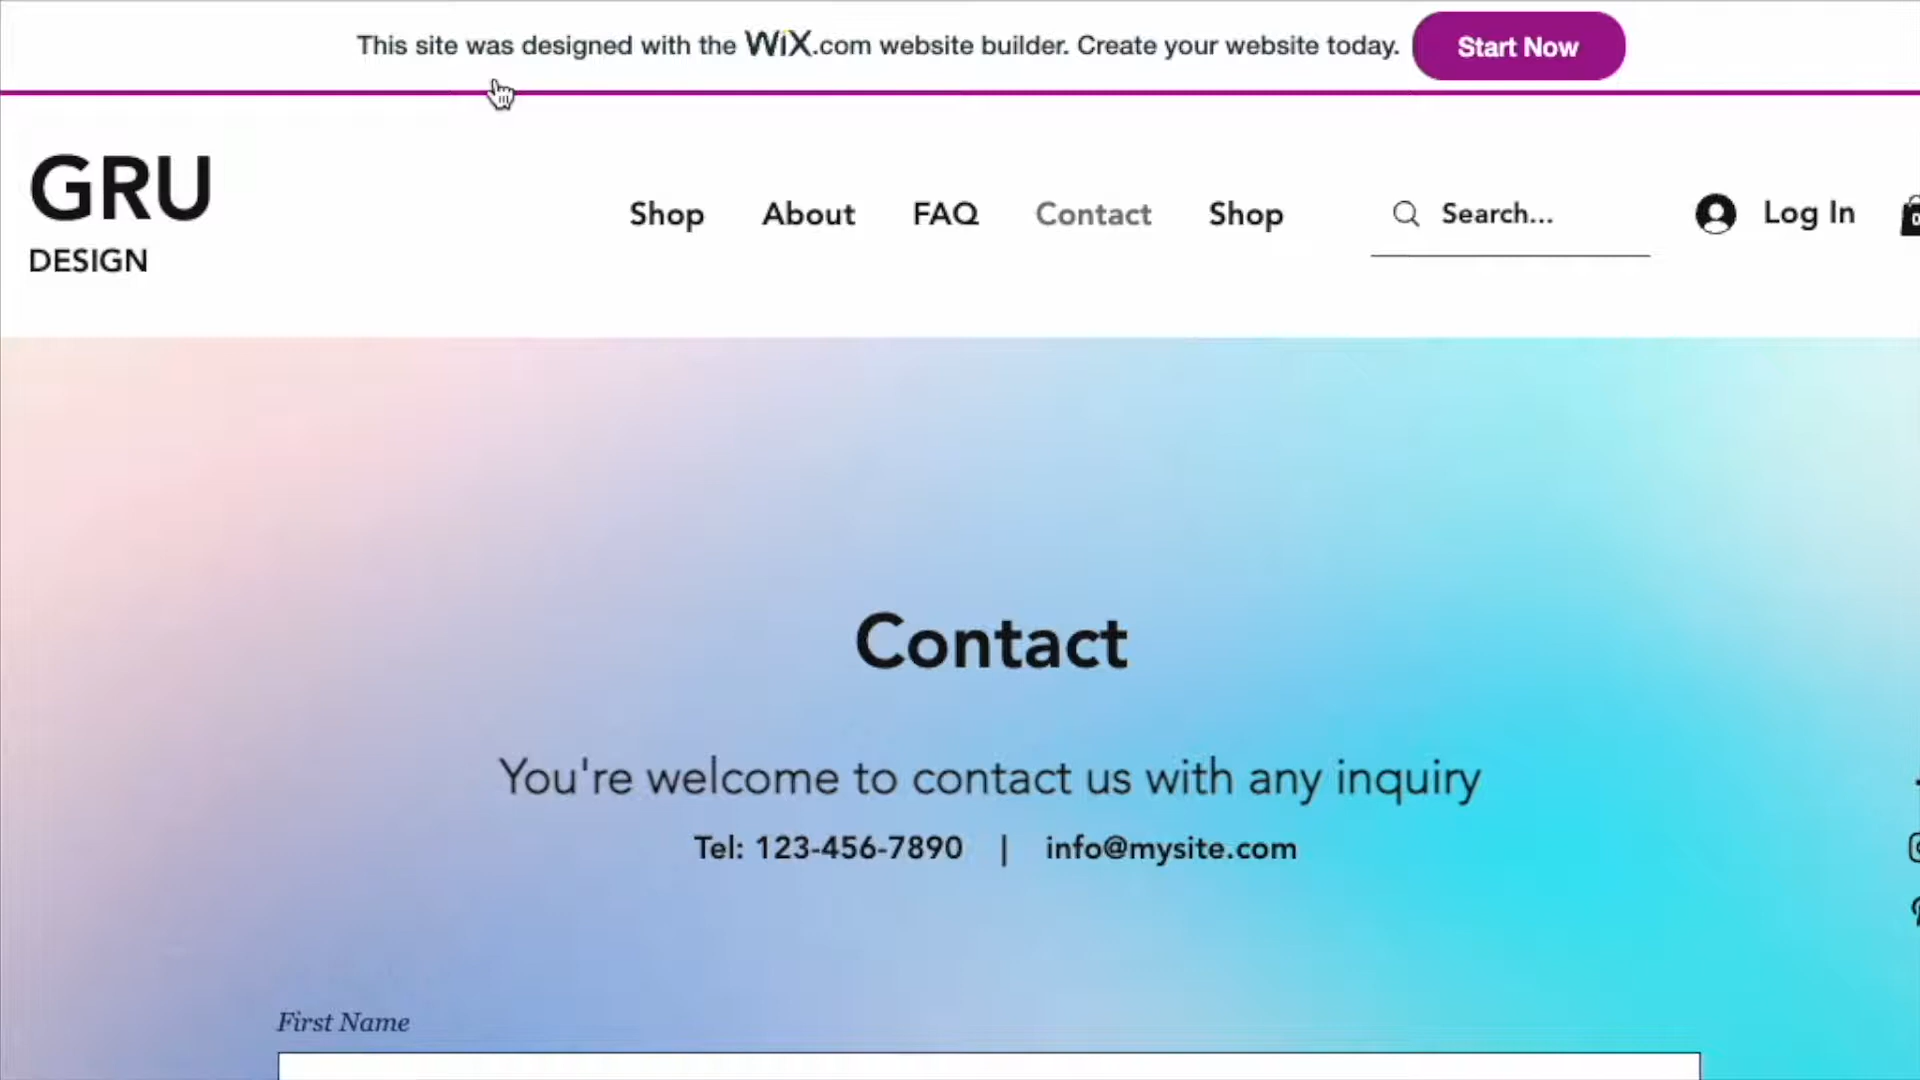 This site was designed with the WiX.com website builder. Create your website today.
Start Now
GRU
DESIGN
Shop
About
FAQ
Contact
Shop
Search...
Log In
0
Contact
You're welcome to contact us with any inquiry
Tel: 123-456-7890 | info@mysite.com
First Name